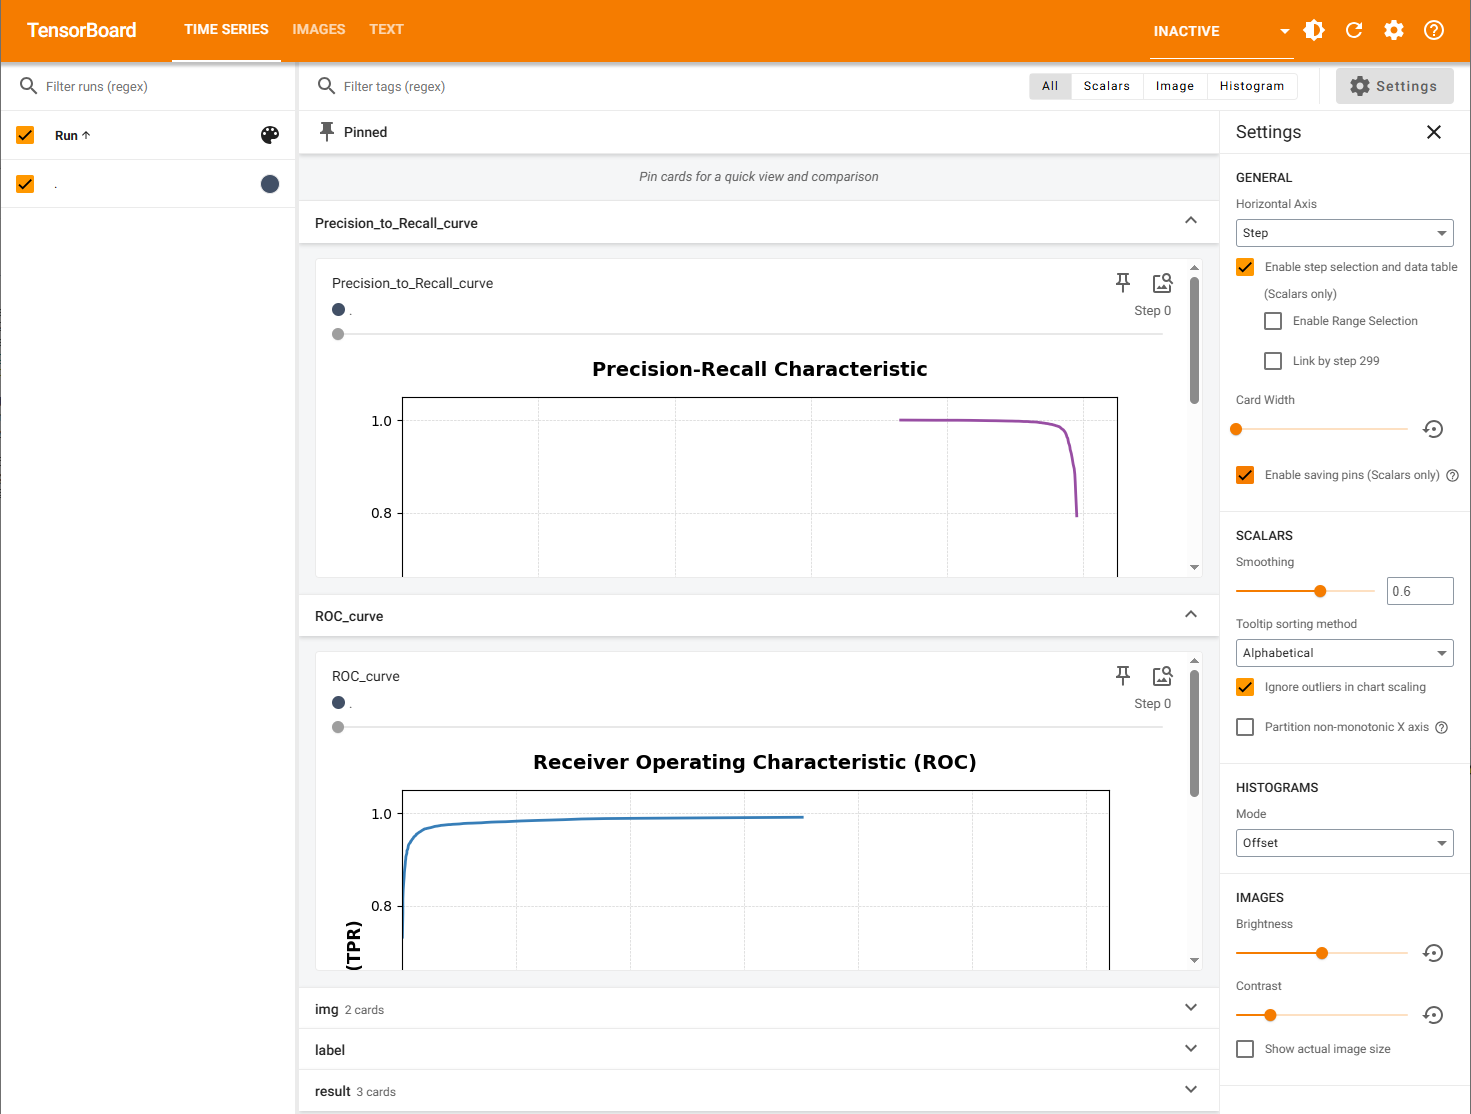 TensorBoard
TIME SERIES
IMAGES
TEXT
INACTIVE
Filter runs (regex)
Run
.
Filter tags (regex)
All
Scalars
Image
Histogram
Settings
Pinned
Pin cards for a quick view and comparison
Precision_to_Recall_curve
Precision_to_Recall_curve
.
Step 0
Precision-Recall Characteristic
1.0
0.8
ROC_curve
ROC_curve
.
Step 0
Receiver Operating Characteristic (ROC)
1.0
0.8
(TPR)
img 2 cards
label
result 3 cards
Settings
GENERAL
Horizontal Axis
Step
Enable step selection and data table
(Scalars only)
Enable Range Selection
Link by step 299
Card Width
Enable saving pins (Scalars only)
SCALARS
Smoothing
0.6
Tooltip sorting method
Alphabetical
Ignore outliers in chart scaling
Partition non-monotonic X axis
HISTOGRAMS
Mode
Offset
IMAGES
Brightness
Contrast
Show actual image size